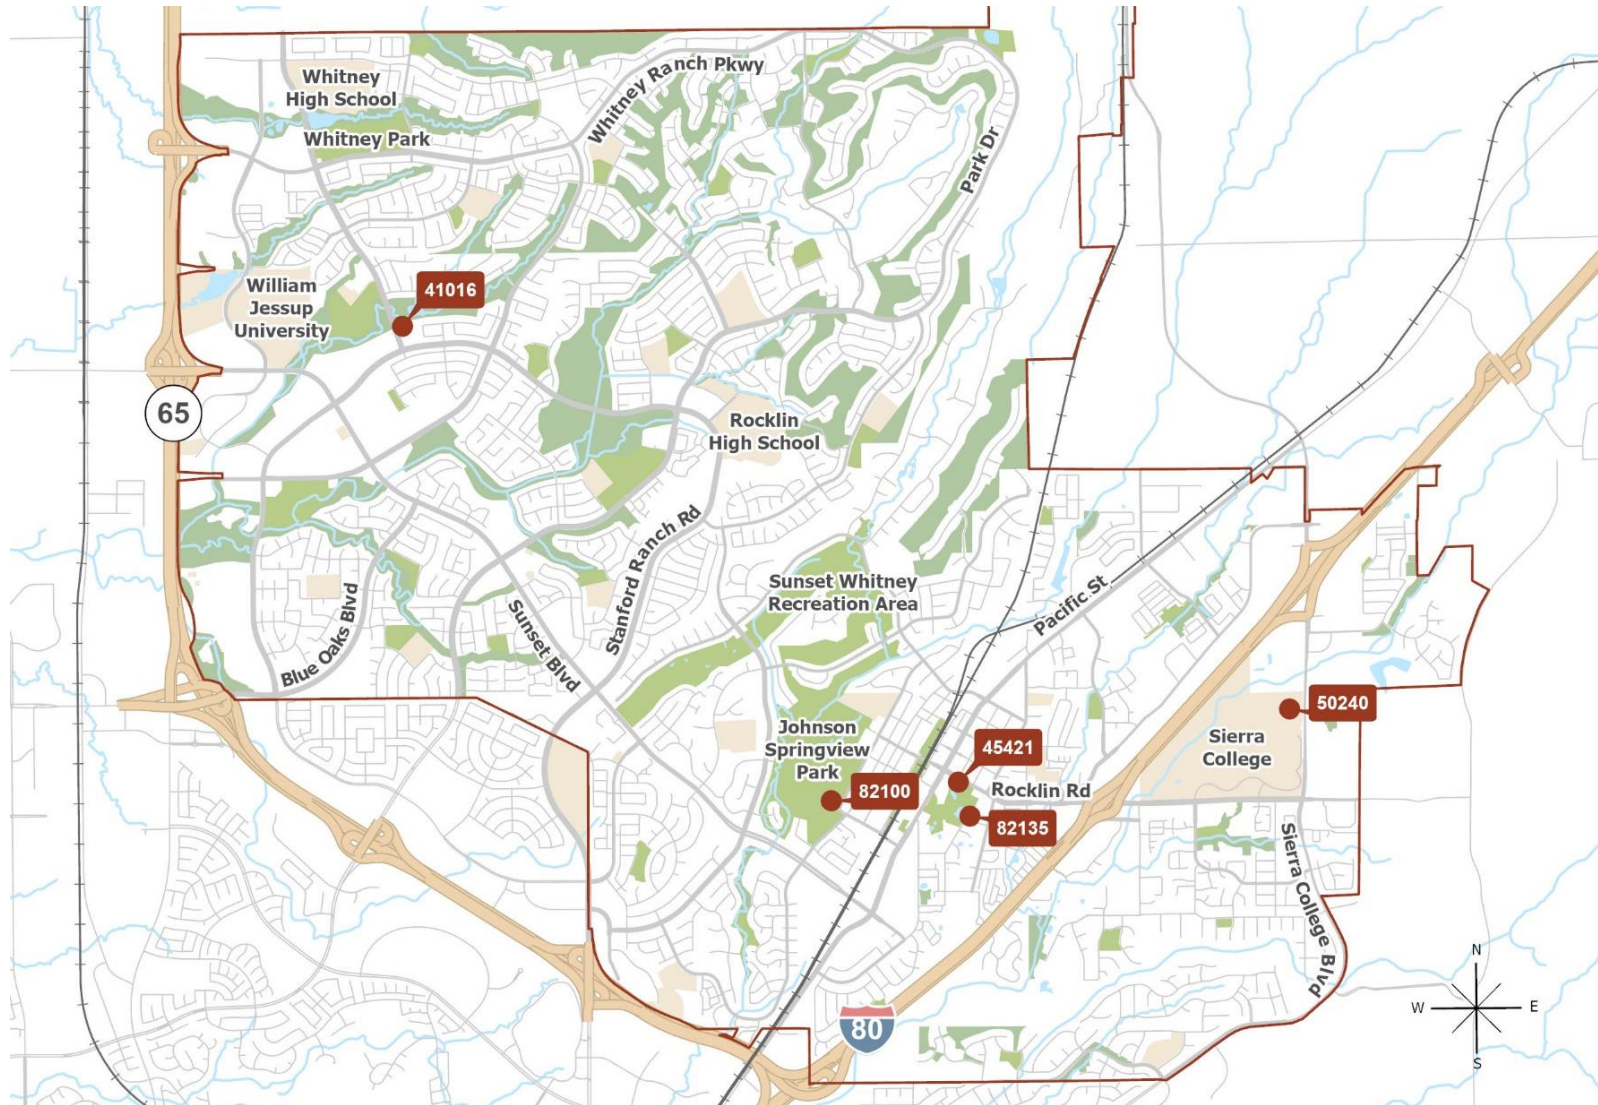 Whitney
High School
Whitney Park
Whitney Ranch Pkwy
Park Dr
William
Jessup
University
41016
65
Rocklin
High School
Stanford Ranch Rd
Sunset Whitney
Recreation Area
Pacific St
Blue Oaks Blvd
Sunset Blvd
Johnson
Springview
Park
82100
45421
Rocklin Rd
82135
Sierra
College
50240
Sierra College Blvd
80
N
W
E
S